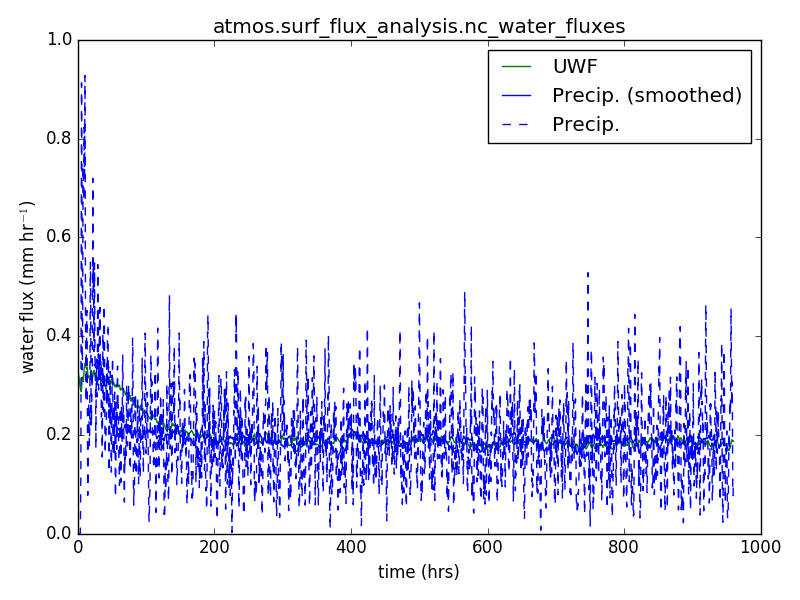 atmos.surf_flux_analysis.nc_water_fluxes
1.0
UWF
Precip. (smoothed)
Precip.
0.8
0.6
water flux (mm hr⁻¹)
0.4
0.2
0.0
0 200 400 600 800 1000
time (hrs)